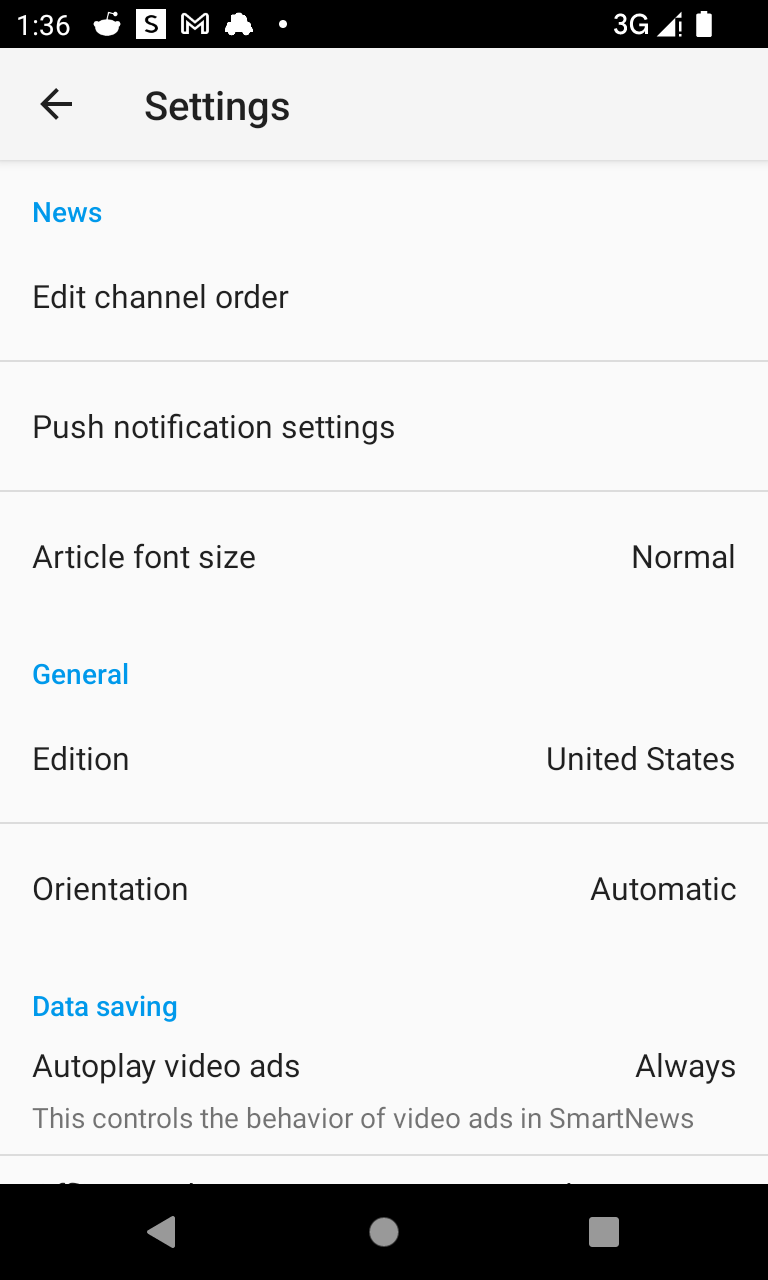 1:36 S 3G
Settings
News
Edit channel order
Push notification settings
Article font size Normal
General
Edition United States
Orientation Automatic
Data saving
Autoplay video ads Always
This controls the behavior of video ads in SmartNews